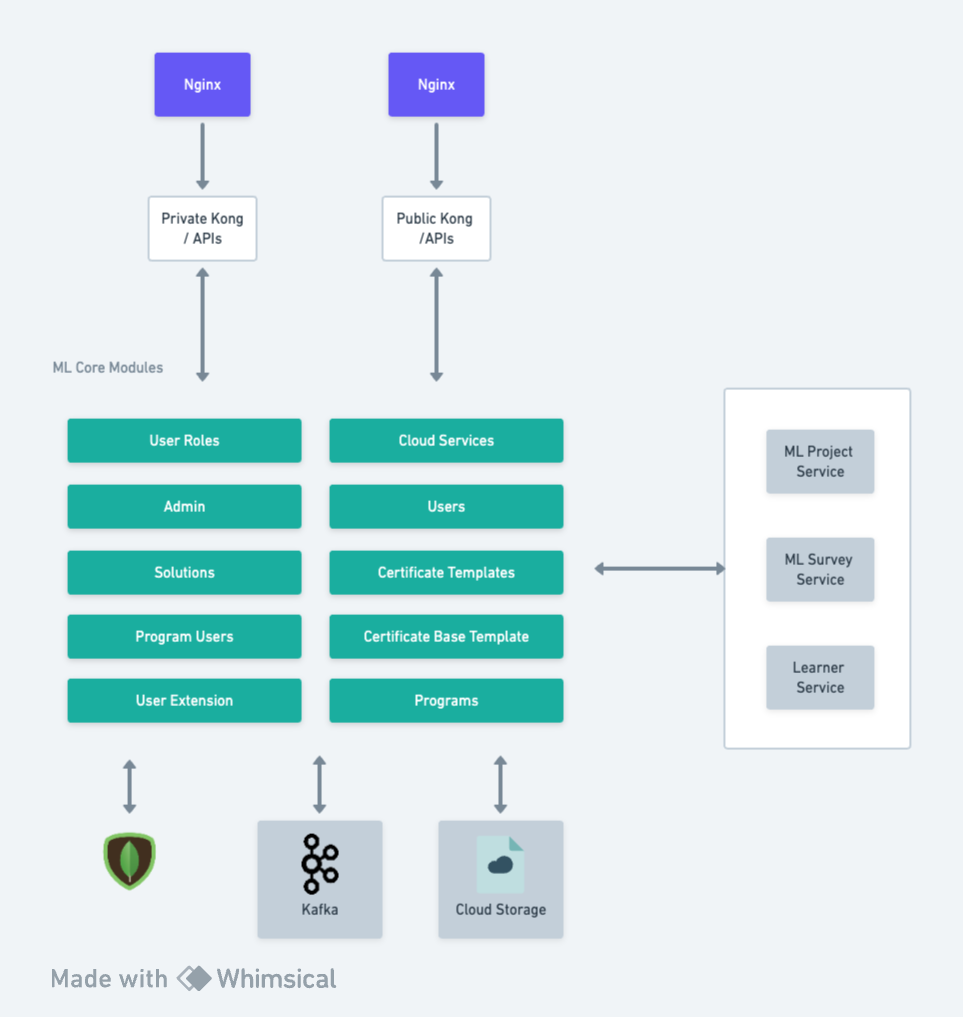 Nginx
Nginx
Private Kong
/ APIs
Public Kong
/APIs
ML Core Modules
User Roles
Cloud Services
Admin
Users
Solutions
Certificate Templates
Program Users
Certificate Base Template
User Extension
Programs
ML Project
Service
ML Survey
Service
Learner
Service
Kafka
Cloud Storage
Made with Whimsical